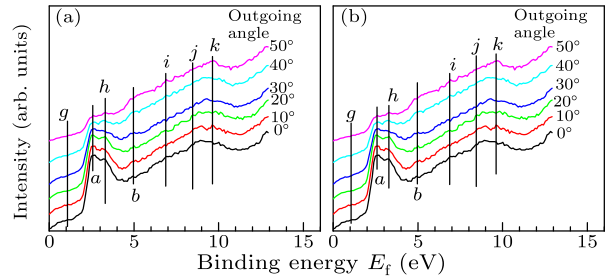 (a)
Outgoing
angle
50°
40°
30°
20°
10°
0°
g
h
i
j
k
a
b
(b)
Outgoing
angle
50°
40°
30°
20°
10°
0°
g
h
i
j
k
a
b
Intensity (arb. units)
0 5 10 15 0 5 10 15
Binding energy E_f (eV)